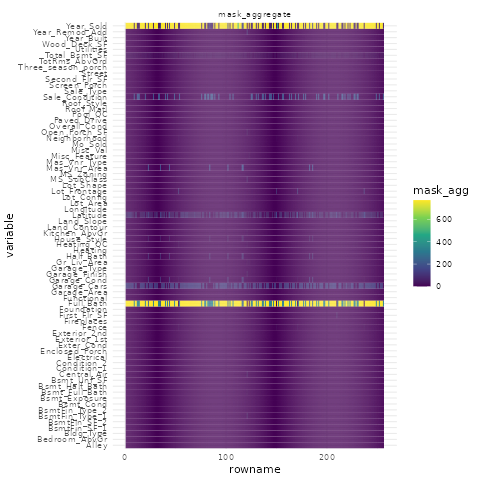 mask_aggregate
Year_Sold
Year_Remod_Add
Year_Built
Wood_Deck_SF
Utilities
Total_Bsmt_SF
TotRms_AbvGrd
Three_season_porch
Street
Second_Flr_SF
Screen_Porch
Sale_Type
Sale_Condition
Roof_Style
Roof_Matl
Pool_QC
Paved_Drive
Overall_Cond
Open_Porch_SF
Neighborhood
Mo_Sold
Misc_Val
Misc_Feature
Mas_Vnr_Type
Mas_Vnr_Area
MS_Zoning
MS_SubClass
Lot_Shape
Lot_Frontage
Lot_Config
Lot_Area
Longitude
Latitude
Land_Slope
Land_Contour
Kitchen_AbvGr
House_Style
Heating_QC
Heating
Half_Bath
Gr_Liv_Area
Garage_Type
Garage_Finish
Garage_Cond
Garage_Cars
Garage_Area
Functional
Full_Bath
Foundation
First_Flr_SF
Fireplaces
Fence
Exterior_2nd
Exterior_1st
Exter_Cond
Enclosed_Porch
Electrical
Condition_2
Condition_1
Central_Air
Bsmt_Unf_SF
Bsmt_Half_Bath
Bsmt_Full_Bath
Bsmt_Exposure
Bsmt_Cond
BsmtFin_Type_2
BsmtFin_Type_1
BsmtFin_SF_2
BsmtFin_SF_1
Bldg_Type
Bedroom_AbvGr
Alley
variable
0
100
200
rowname
mask_agg
600
400
200
0